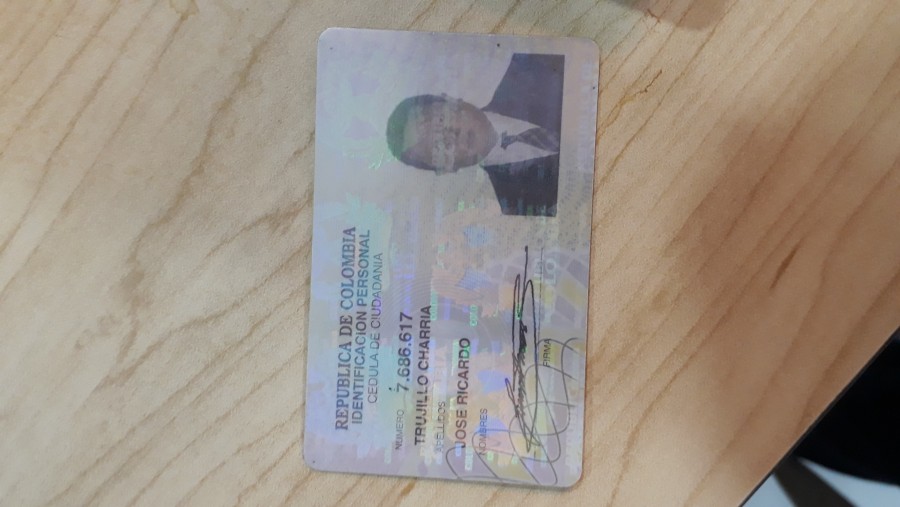 REPUBLICA DE COLOMBIA
IDENTIFICACION PERSONAL
CEDULA DE CIUDADANIA
NUMERO 7.686.617
TRUJILLO CHARRIA
APELLIDOS
JOSE RICARDO
NOMBRES
FIRMA